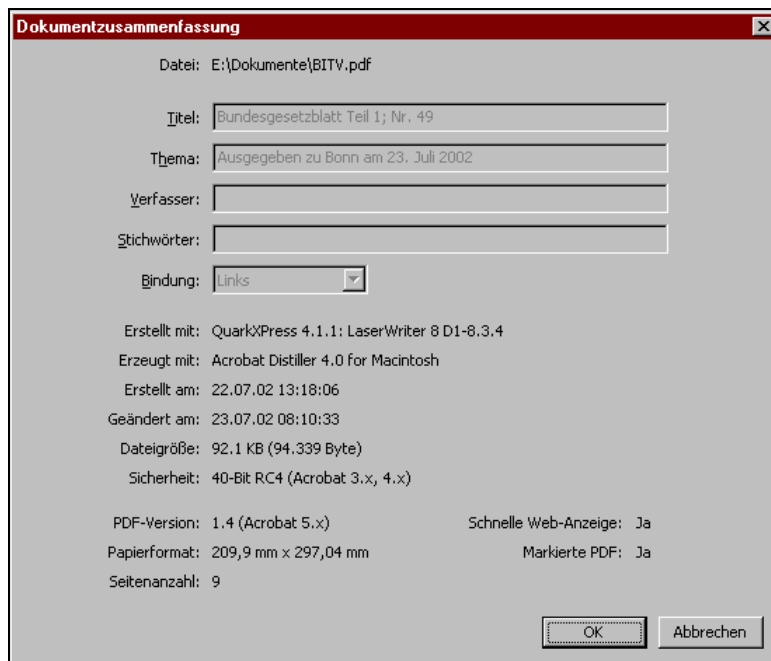 Dokumentzusammenfassung
Datei: E:\Dokumente\BITV.pdf
Titel: Bundesgesetzblatt Teil 1; Nr. 49
Thema: Ausgegeben zu Bonn am 23. Juli 2002
Verfasser:
Stichwörter:
Bindung: Links
Erstellt mit: QuarkXPress 4.1.1: LaserWriter 8 D1-8.3.4
Erzeugt mit: Acrobat Distiller 4.0 for Macintosh
Erstellt am: 22.07.02 13:18:06
Geändert am: 23.07.02 08:10:33
Dateigröße: 92.1 KB (94.339 Byte)
Sicherheit: 40-Bit RC4 (Acrobat 3.x, 4.x)
PDF-Version: 1.4 (Acrobat 5.x) Schnelle Web-Anzeige: Ja
Papierformat: 209,9 mm x 297,04 mm Markierte PDF: Ja
Seitenanzahl: 9
OK Abbrechen